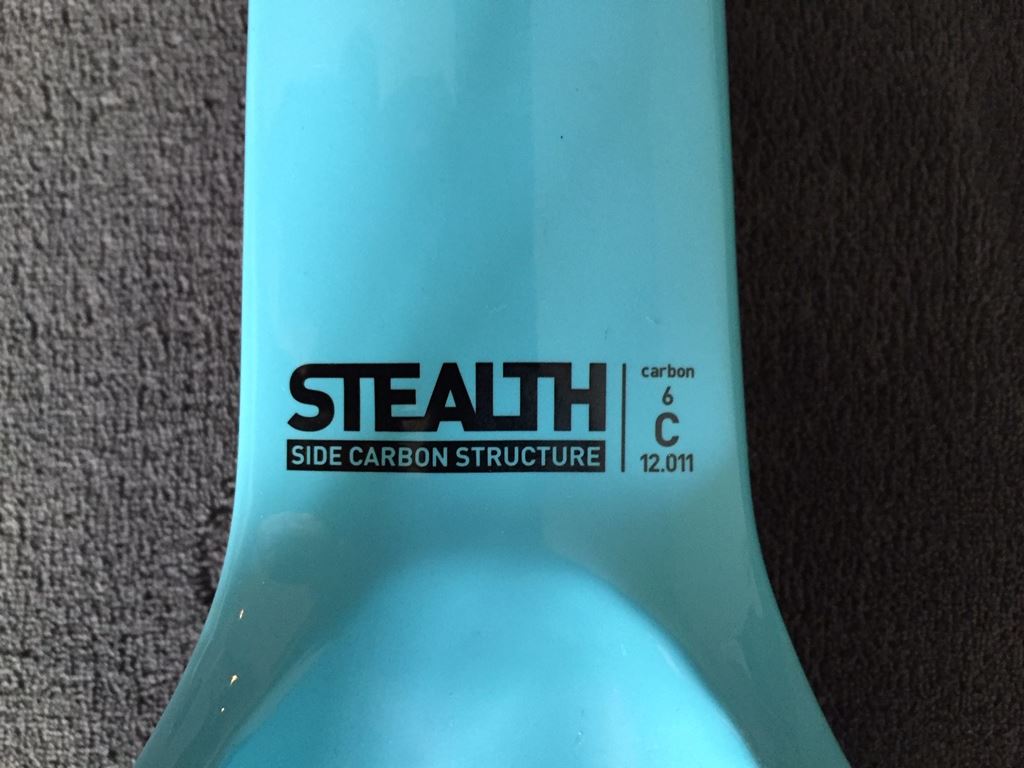 STEALTH
SIDE CARBON STRUCTURE
carbon
6
C
12.011